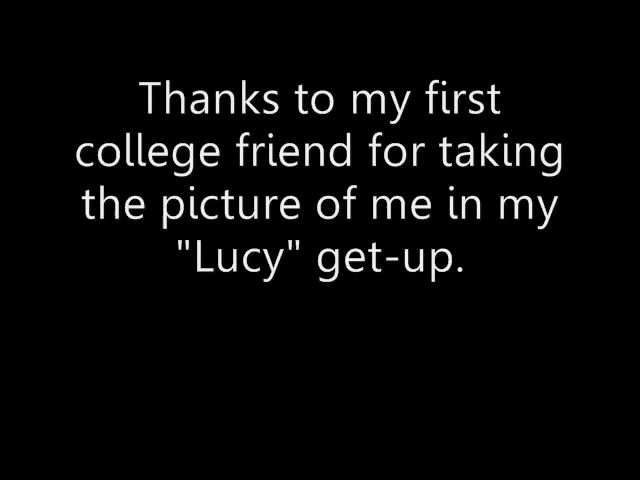 Thanks to my first
college friend for taking
the picture of me in my
"Lucy" get-up.